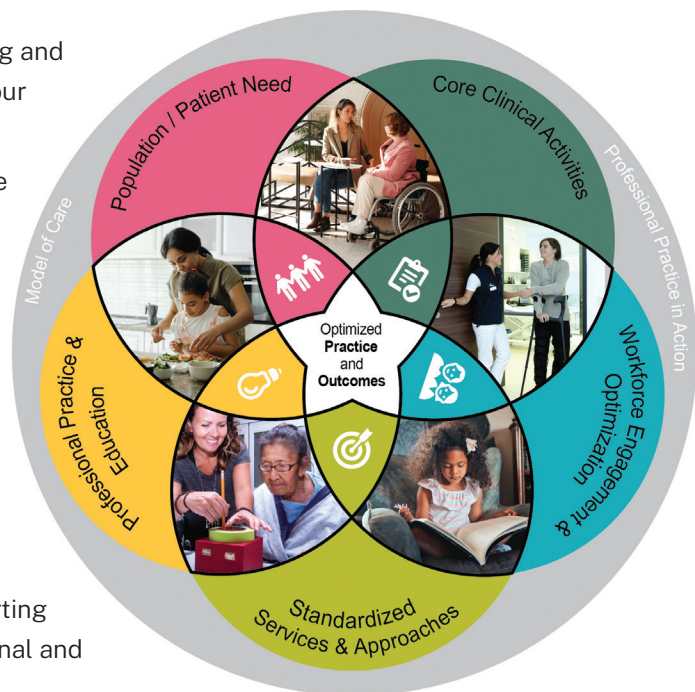 g and
our
e
Population / Patient Need
Core Clinical Activities
Model of Care
Professional Practice in Action
Optimized
Practice
and
Outcomes
Professional Practice &
Education
Workforce Engagement &
Optimization
Standardized
Services & Approaches
rting
nal and